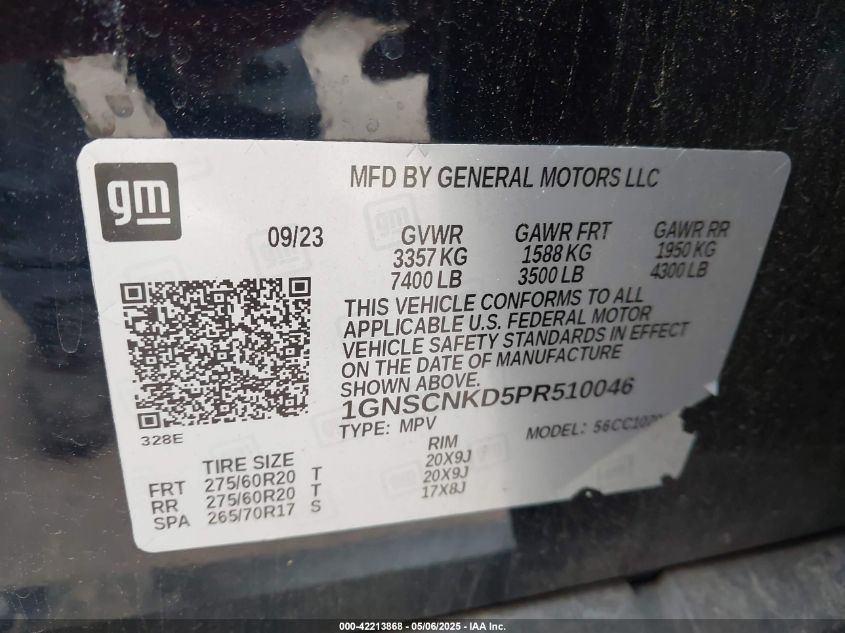 gm
MFD BY GENERAL MOTORS LLC
09/23
GVWR GAWR FRT GAWR RR
3357 KG 1588 KG 1950 KG
7400 LB 3500 LB 4300 LB
THIS VEHICLE CONFORMS TO ALL
APPLICABLE U.S. FEDERAL MOTOR
VEHICLE SAFETY STANDARDS IN EFFECT
ON THE DATE OF MANUFACTURE
SHOWN ABOVE.
1GNSCNKD5PR510046
TYPE: MPV MODEL:
328E
TIRE SIZE RIM
FRT 275/60R20 T 20X9J
RR 275/60R20 T 20X9J
SPA 265/70R17 S 17X8J
000-42213868 - 05/06/2025 - IAA Inc.